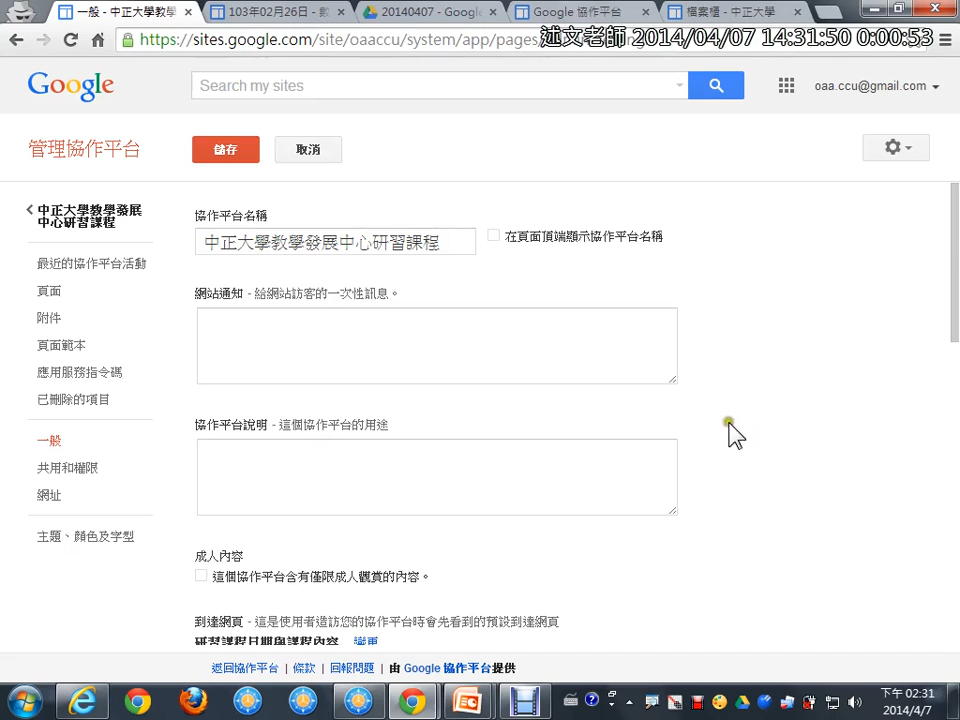 一般 - 中正大學教學
103年02月26日 - 數
20140407 - Google
Google 協作平台
檔案櫃 - 中正大學
https://sites.google.com/site/oaaccu/system/app/pages
述文老師 2014/04/07 14:31:50 0:00:53
Google
Search my sites
oaa.ccu@gmail.com
管理協作平台
儲存
取消
中正大學教學發展
中心研習課程
最近的協作平台活動
頁面
附件
頁面範本
應用服務指令碼
已刪除的項目
一般
共用和權限
網址
主題、顏色及字型
協作平台名稱
中正大學教學發展中心研習課程
在頁面頂端顯示協作平台名稱
網站通知 - 給網站訪客的一次性訊息。
協作平台說明 - 這個協作平台的用途
成人內容
這個協作平台含有僅限成人觀賞的內容。
到達網頁 - 這是使用者造訪您的協作平台時會先看到的預設到達網頁
研習課程日期與課程內容 變更
返回協作平台 | 條款 | 回報問題 | 由 Google 協作平台提供
下午 02:31
2014/4/7